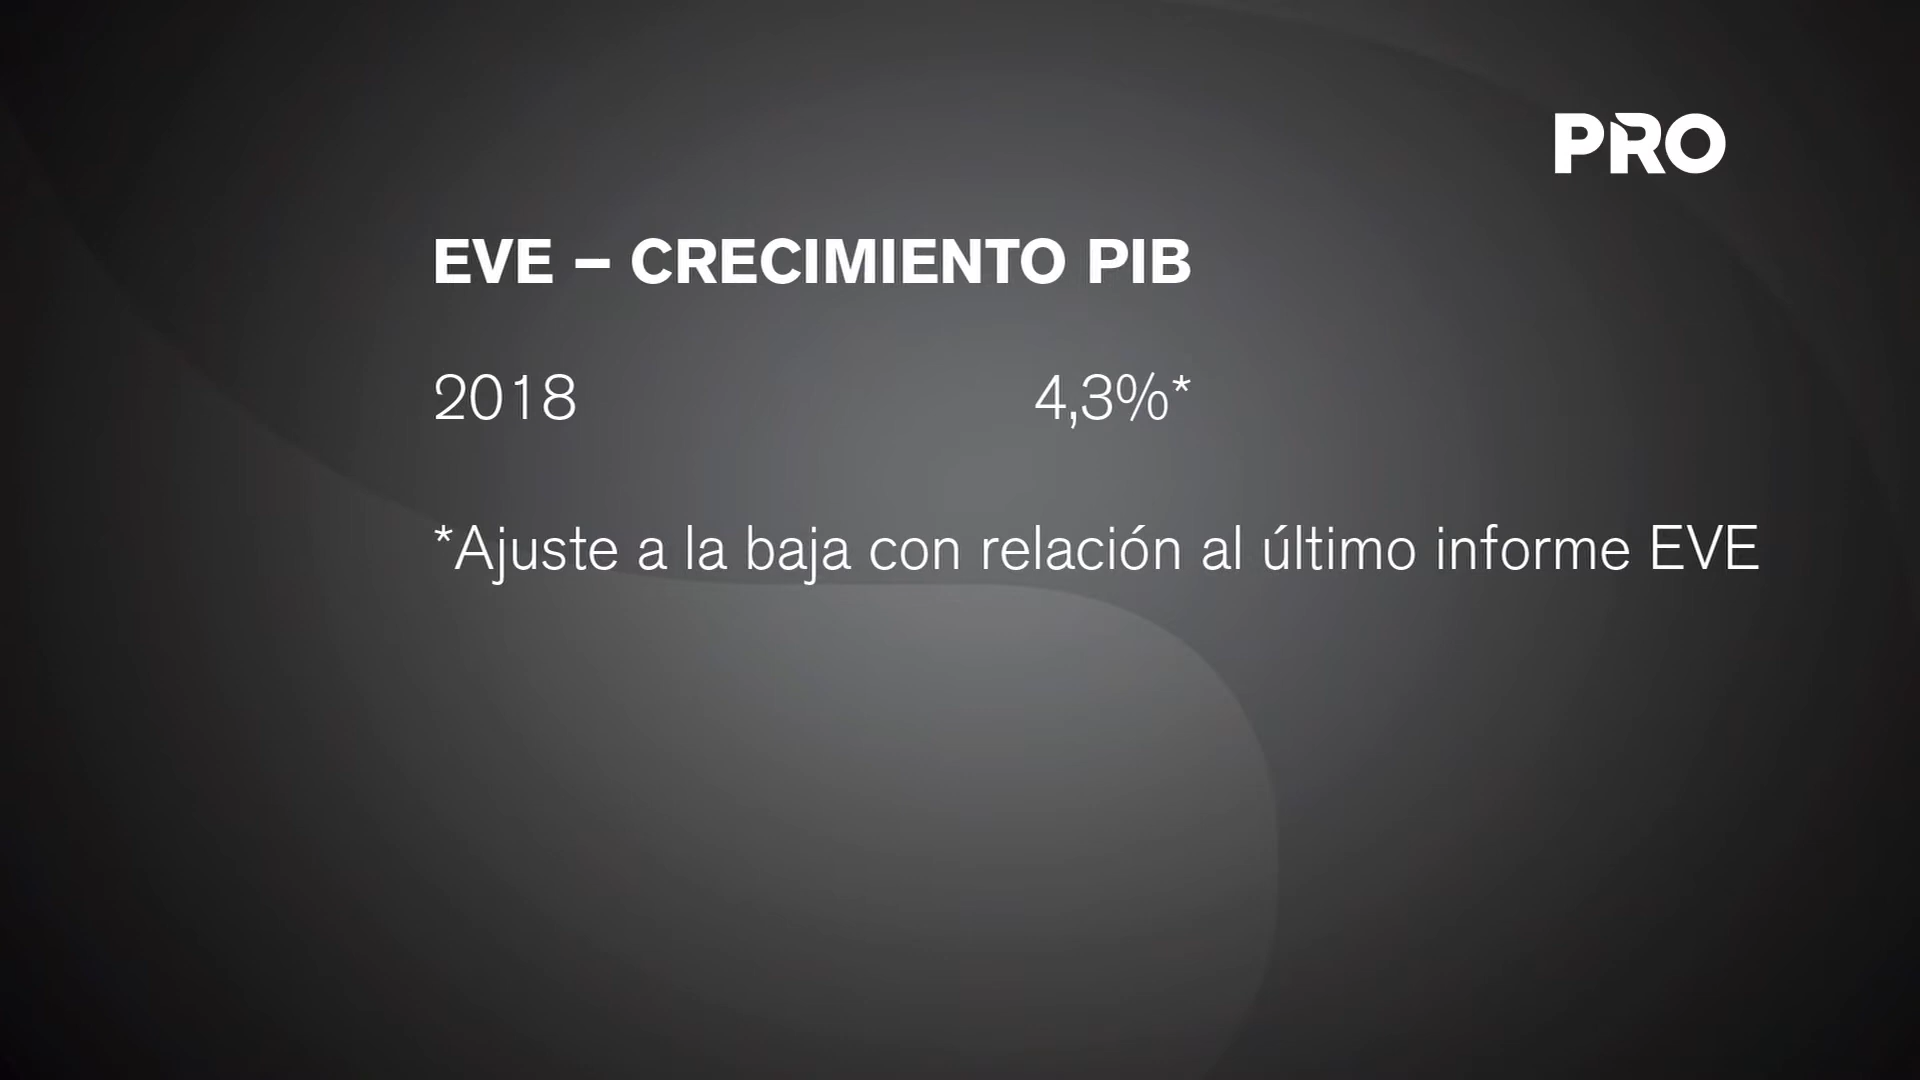 PRO
EVE – CRECIMIENTO PIB
2018 4,3%*
*Ajuste a la baja con relación al último informe EVE